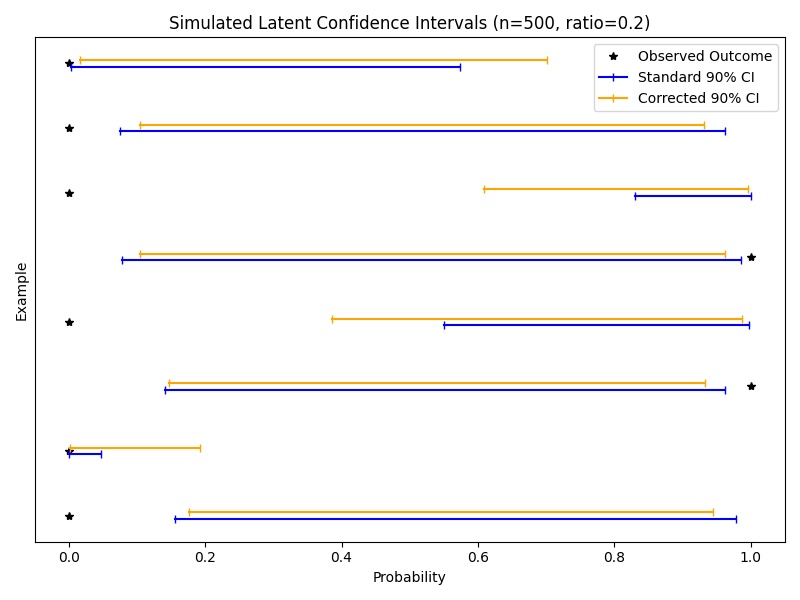 Simulated Latent Confidence Intervals (n=500, ratio=0.2)
Observed Outcome
Standard 90% CI
Corrected 90% CI
Example
0.0 0.2 0.4 0.6 0.8 1.0
Probability